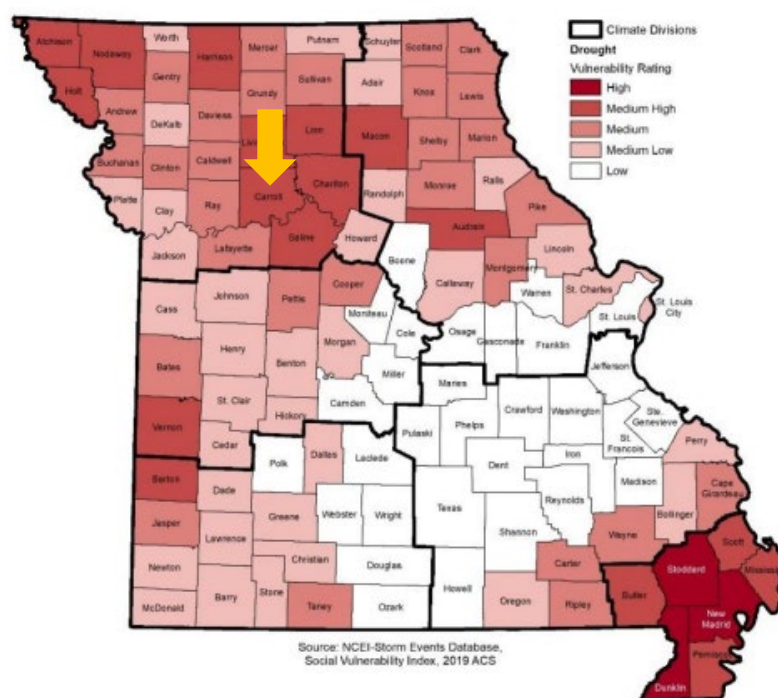 Climate Divisions
Drought
Vulnerability Rating
High
Medium High
Medium
Medium Low
Low
Atchison
Nodaway
Worth
Harrison
Mercer
Putnam
Schuyler
Scotland
Clark
Holt
Gentry
Sullivan
Adair
Knox
Lewis
Andrew
DeKalb
Daviess
Grundy
Linn
Macon
Shelby
Marion
Buchanan
Clinton
Caldwell
Carroll
Chariton
Randolph
Monroe
Ralls
Pike
Platte
Clay
Ray
Saline
Howard
Audrain
Lincoln
Jackson
Lafayette
Boone
Callaway
Montgomery
Warren
St. Charles
St. Louis
City
St. Louis
Cass
Johnson
Pettis
Cooper
Moniteau
Cole
Osage
Gasconade
Franklin
Jefferson
Bates
Henry
Benton
Morgan
Miller
Maries
St. Clair
Hickory
Camden
Pulaski
Phelps
Crawford
Washington
Ste.
Genevieve
St.
Francois
Perry
Vernon
Cedar
Polk
Dallas
Laclede
Dent
Iron
Madison
Cape
Girardeau
Barton
Dade
Greene
Webster
Wright
Texas
Shannon
Reynolds
Wayne
Bollinger
Jasper
Lawrence
Christian
Douglas
Carter
Scott
Stoddard
Newton
Stone
Howell
Oregon
Ripley
Butler
New
Madrid
McDonald
Barry
Taney
Ozark
Dunklin
Source: NCEI-Storm Events Database,
Social Vulnerability Index, 2019 ACS